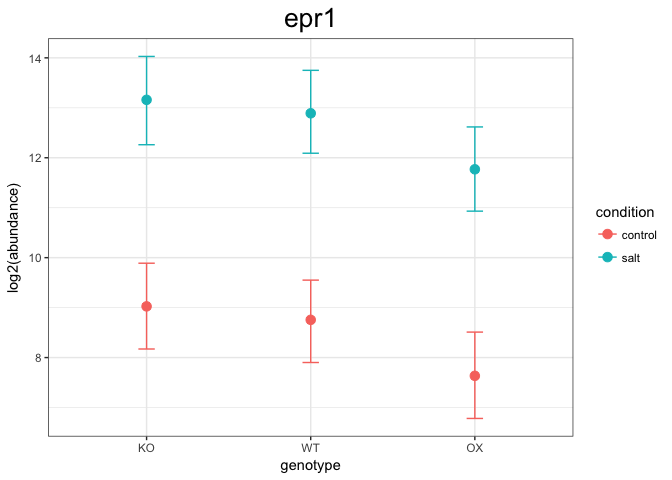 epr1
log2(abundance)
14
12
10
8
KO
WT
OX
genotype
condition
control
salt